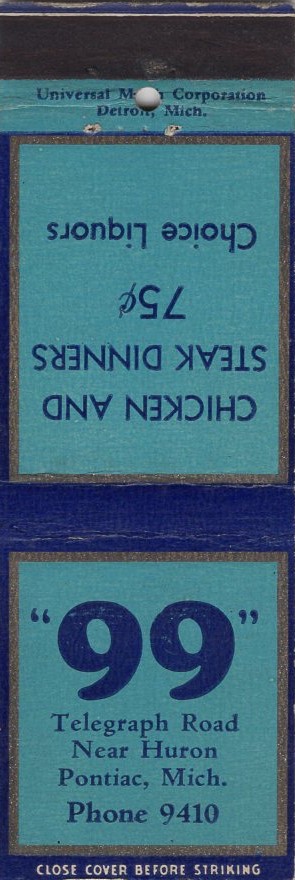 Universal Match Corporation
Detroit, Mich.
CHICKEN AND
STEAK DINNERS
75¢
Choice Liquors
“99”
Telegraph Road
Near Huron
Pontiac, Mich.
Phone 9410
CLOSE COVER BEFORE STRIKING